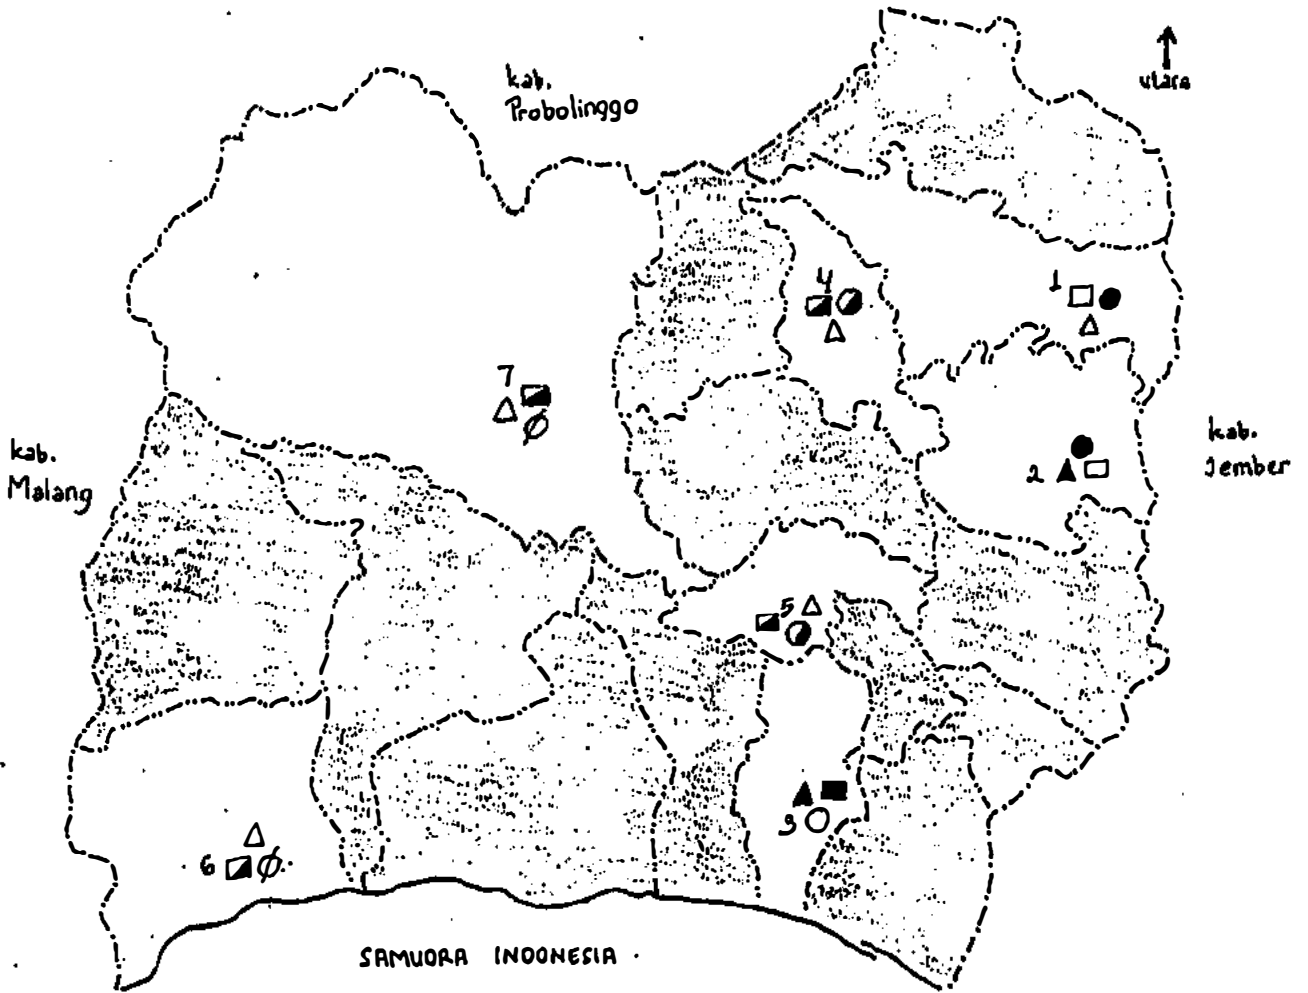 kab.
Probolinggo
utara
4
1
7
kab.
Malang
kab.
Jember
2
5
3
6
SAMUDRA INDONESIA